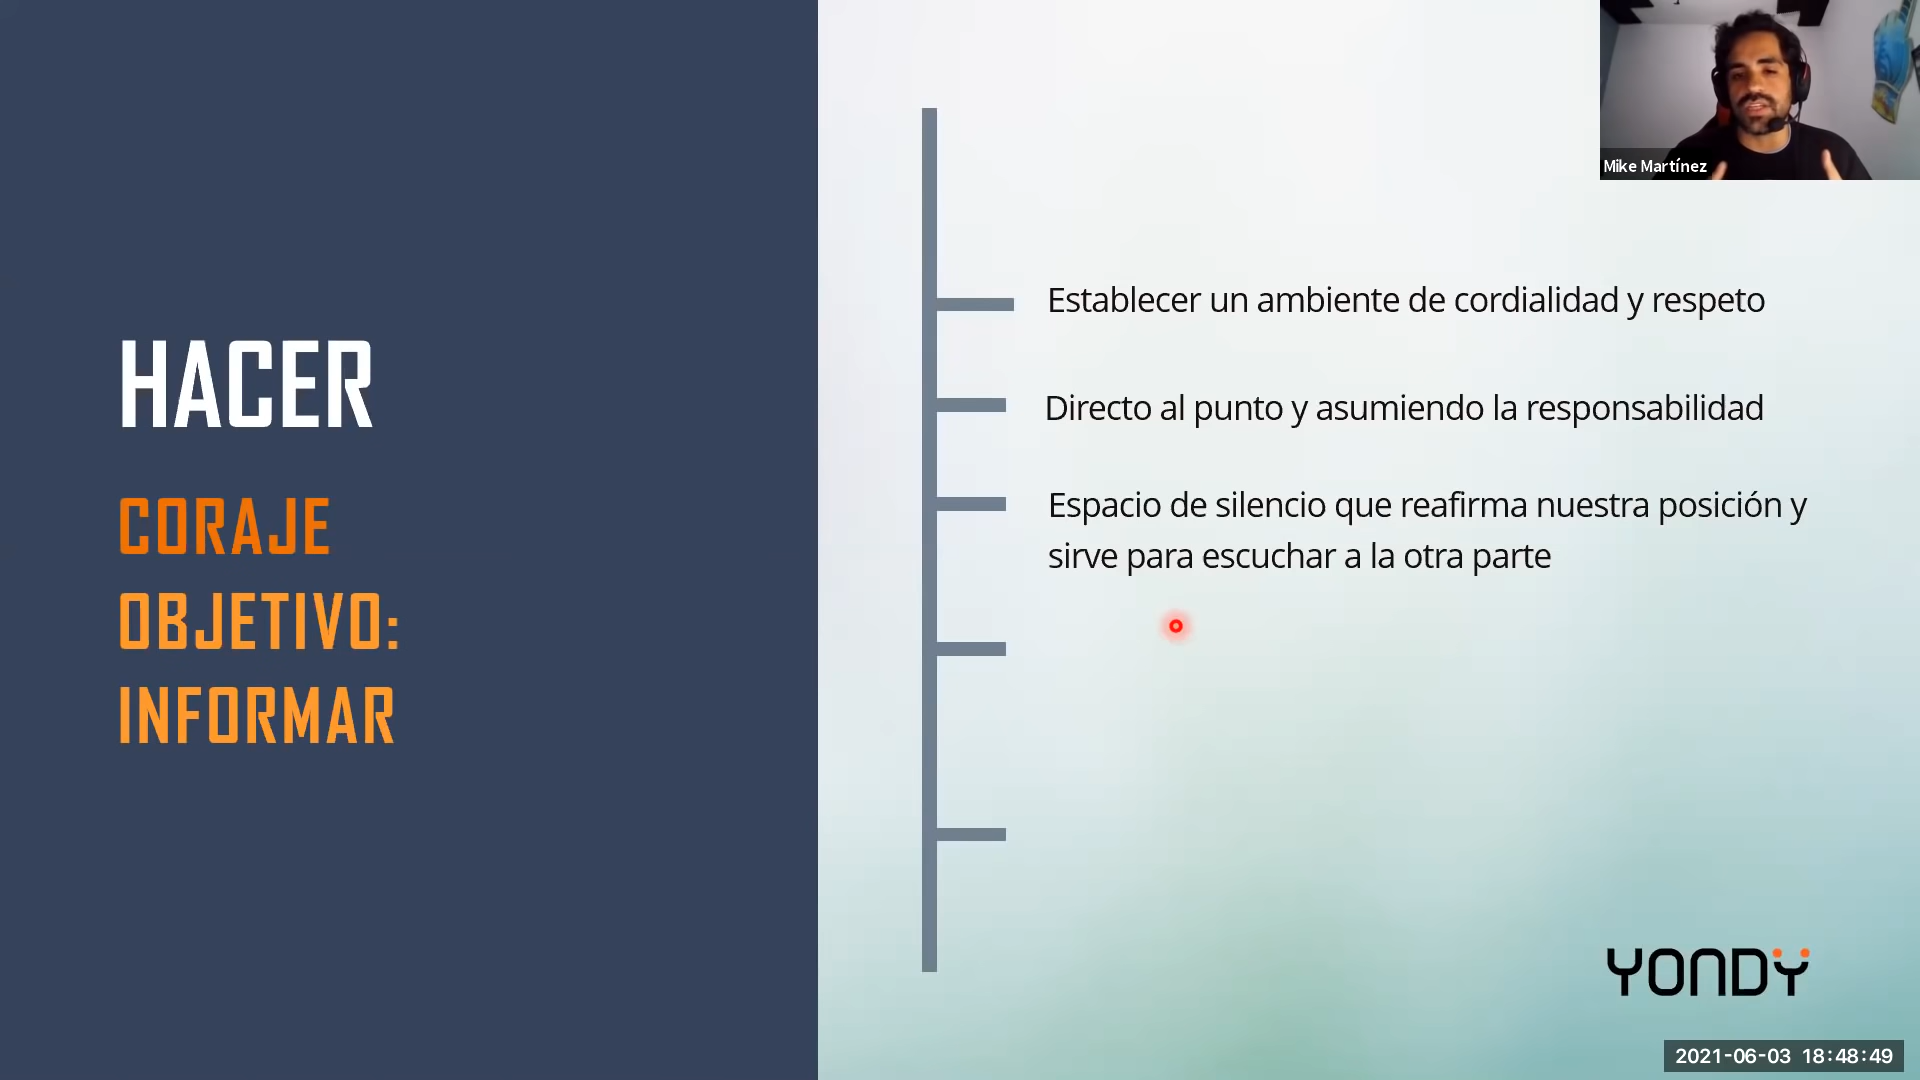 HACER
CORAJE
OBJETIVO:
INFORMAR
Establecer un ambiente de cordialidad y respeto
Directo al punto y asumiendo la responsabilidad
Espacio de silencio que reafirma nuestra posición y
sirve para escuchar a la otra parte
Mike Martínez
YONDY
2021-06-03 18:48:49